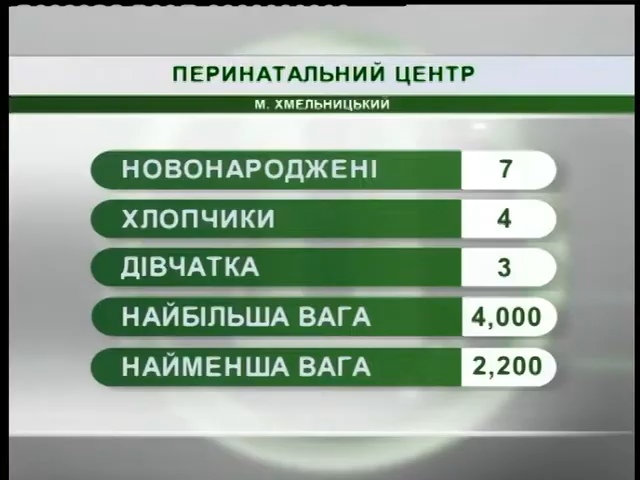 ПЕРИНАТАЛЬНИЙ ЦЕНТР
М. ХМЕЛЬНИЦЬКИЙ
НОВОНАРОДЖЕНІ 7
ХЛОПЧИКИ 4
ДІВЧАТКА 3
НАЙБІЛЬША ВАГА 4,000
НАЙМЕНША ВАГА 2,200